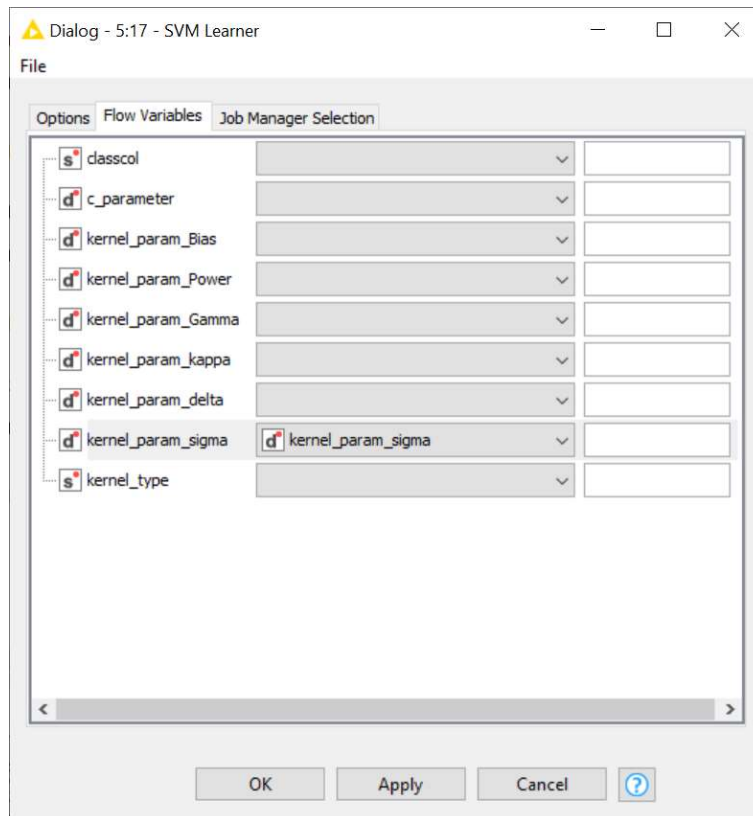 Dialog - 5:17 - SVM Learner
File
Options Flow Variables Job Manager Selection
s classcol
d c_parameter
d kernel_param_Bias
d kernel_param_Power
d kernel_param_Gamma
d kernel_param_kappa
d kernel_param_delta
d kernel_param_sigma d kernel_param_sigma
s kernel_type
OK Apply Cancel ?